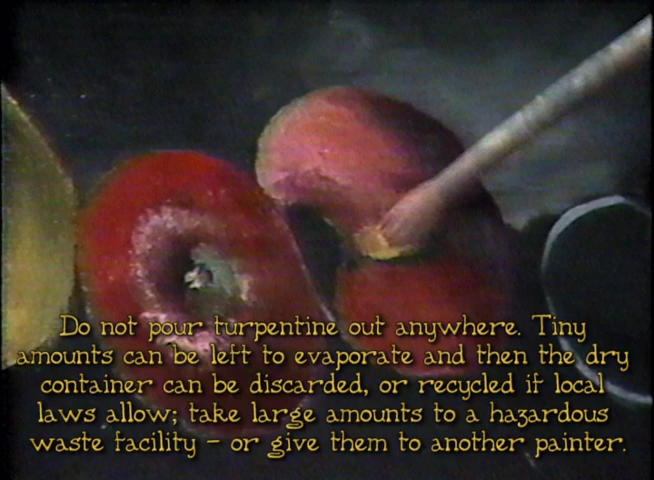 Do not pour turpentine out anywhere. Tiny
amounts can be left to evaporate and then the dry
container can be discarded, or recycled if local
laws allow; take large amounts to a hazardous
waste facility – or give them to another painter.